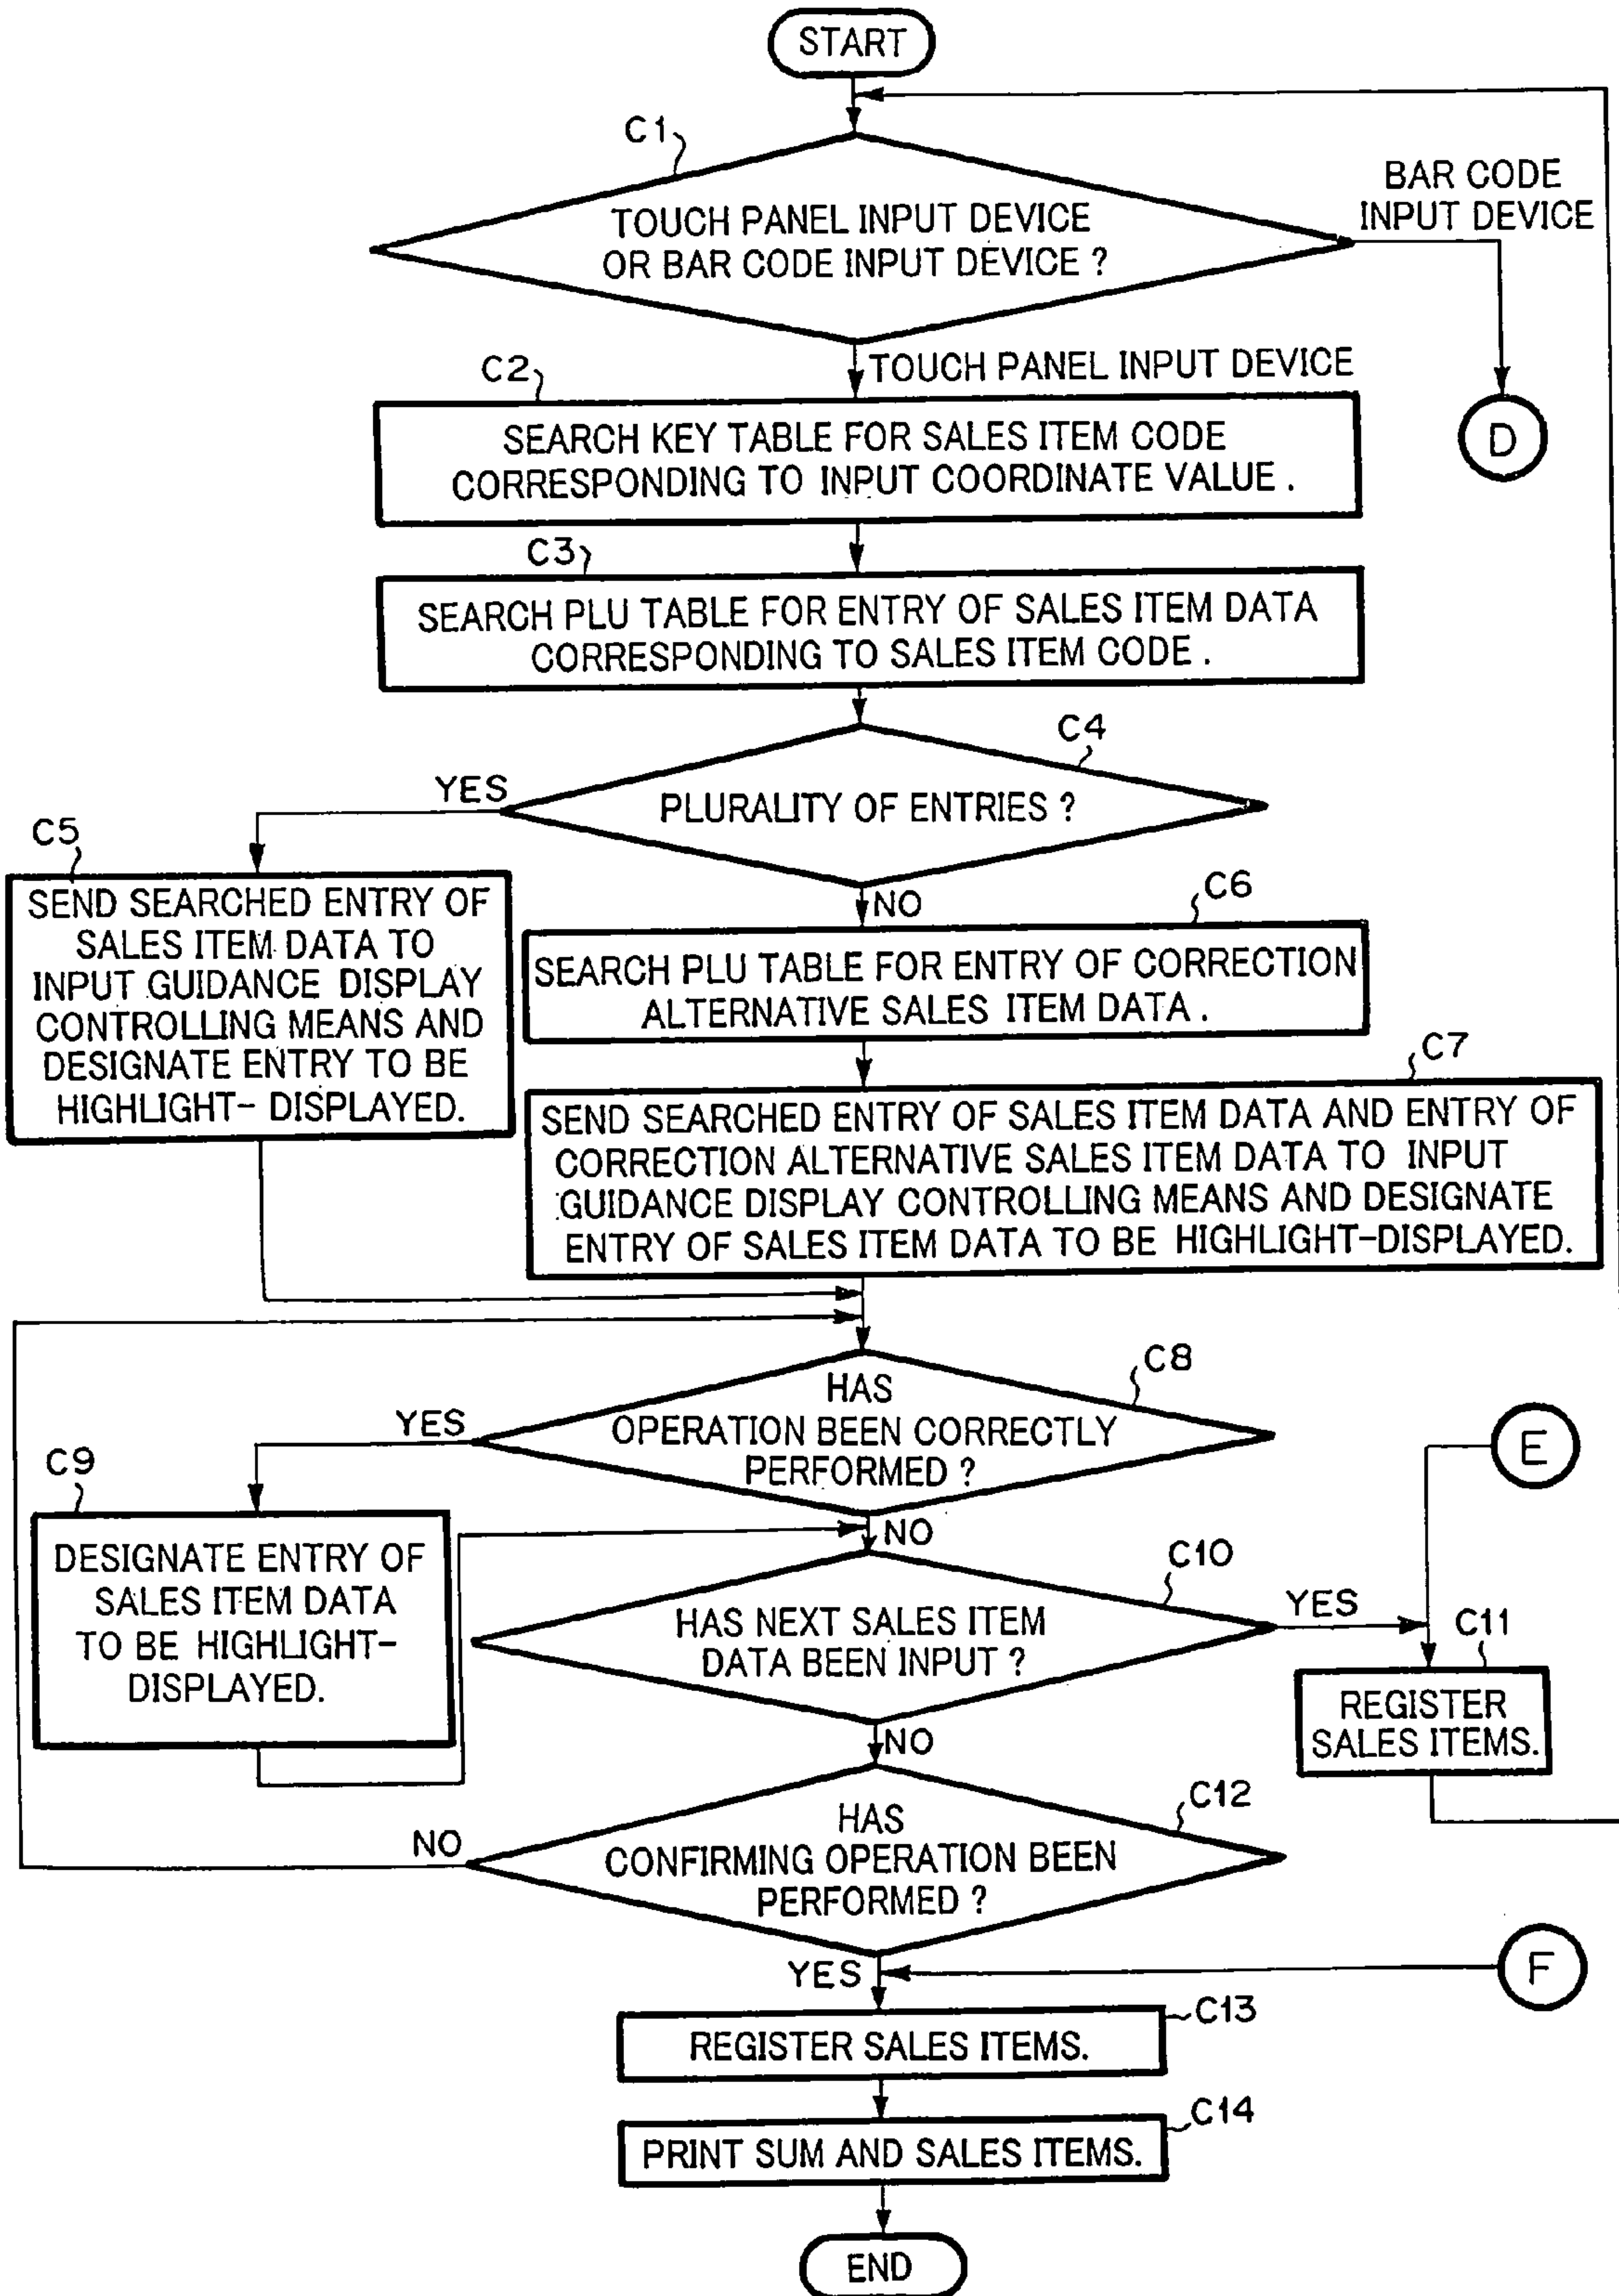 START
C1
TOUCH PANEL INPUT DEVICE
OR BAR CODE INPUT DEVICE ?
BAR CODE
INPUT DEVICE
D
TOUCH PANEL INPUT DEVICE
C2
SEARCH KEY TABLE FOR SALES ITEM CODE
CORRESPONDING TO INPUT COORDINATE VALUE .
C3
SEARCH PLU TABLE FOR ENTRY OF SALES ITEM DATA
CORRESPONDING TO SALES ITEM CODE .
C4
PLURALITY OF ENTRIES ?
YES
NO
C5
SEND SEARCHED ENTRY OF
SALES ITEM DATA TO
INPUT GUIDANCE DISPLAY
CONTROLLING MEANS AND
DESIGNATE ENTRY TO BE
HIGHLIGHT- DISPLAYED.
C6
SEARCH PLU TABLE FOR ENTRY OF CORRECTION
ALTERNATIVE SALES ITEM DATA .
C7
SEND SEARCHED ENTRY OF SALES ITEM DATA AND ENTRY OF
CORRECTION ALTERNATIVE SALES ITEM DATA TO INPUT
GUIDANCE DISPLAY CONTROLLING MEANS AND DESIGNATE
ENTRY OF SALES ITEM DATA TO BE HIGHLIGHT-DISPLAYED.
C8
HAS
OPERATION BEEN CORRECTLY
PERFORMED ?
YES
NO
E
C9
DESIGNATE ENTRY OF
SALES ITEM DATA
TO BE HIGHLIGHT-
DISPLAYED.
C10
HAS NEXT SALES ITEM
DATA BEEN INPUT ?
YES
NO
C11
REGISTER
SALES ITEMS.
C12
HAS
CONFIRMING OPERATION BEEN
PERFORMED ?
NO
YES
F
C13
REGISTER SALES ITEMS.
C14
PRINT SUM AND SALES ITEMS.
END